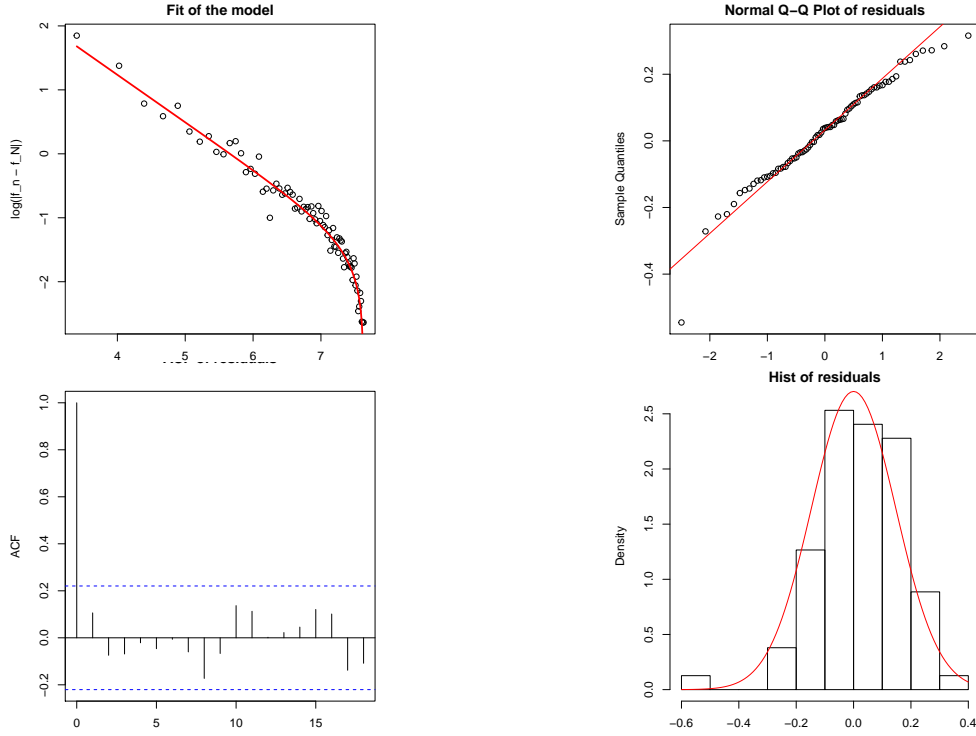 Fit of the model
log(|f_n − f_N|)
2
1
0
−1
−2
4 5 6 7
Normal Q−Q Plot of residuals
Sample Quantiles
0.2
0.0
−0.2
−0.4
−2 −1 0 1 2
ACF
1.0
0.8
0.6
0.4
0.2
0.0
−0.2
0 5 10 15
Hist of residuals
Density
2.5
2.0
1.5
1.0
0.5
0.0
−0.6 −0.4 −0.2 0.0 0.2 0.4